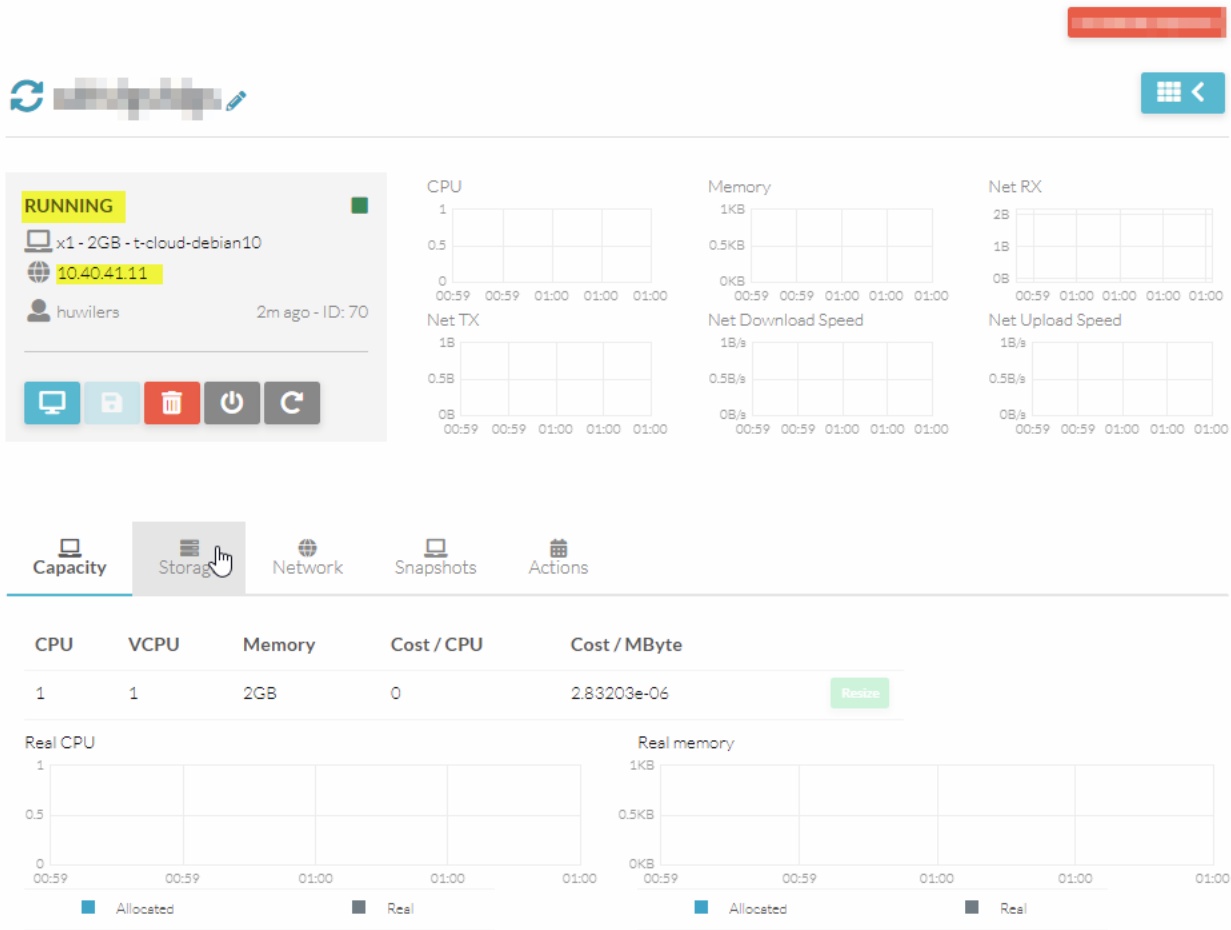 RUNNING
x1 - 2GB - t-cloud-debian10
10.40.41.11
huwilers 2m ago - ID: 70
CPU
1
0.5
0
00:59 00:59 01:00 01:00 01:00
Memory
1KB
0.5KB
0KB
00:59 00:59 01:00 01:00 01:00
Net RX
2B
1B
0B
00:59 01:00 01:00 01:00 01:00
Net TX
1B
0.5B
0B
00:59 00:59 01:00 01:00 01:00
Net Download Speed
1B/s
0.5B/s
0B/s
00:59 00:59 01:00 01:00 01:00
Net Upload Speed
1B/s
0.5B/s
0B/s
00:59 00:59 01:00 01:00 01:00
Capacity Storag Network Snapshots Actions
CPU VCPU Memory Cost / CPU Cost / MByte
1 1 2GB 0 2.83203e-06 Resize
Real CPU
1
0.5
0
00:59 00:59 01:00 01:00 01:00
Allocated Real
Real memory
1KB
0.5KB
0KB
00:59 00:59 01:00 01:00 01:00
Allocated Real